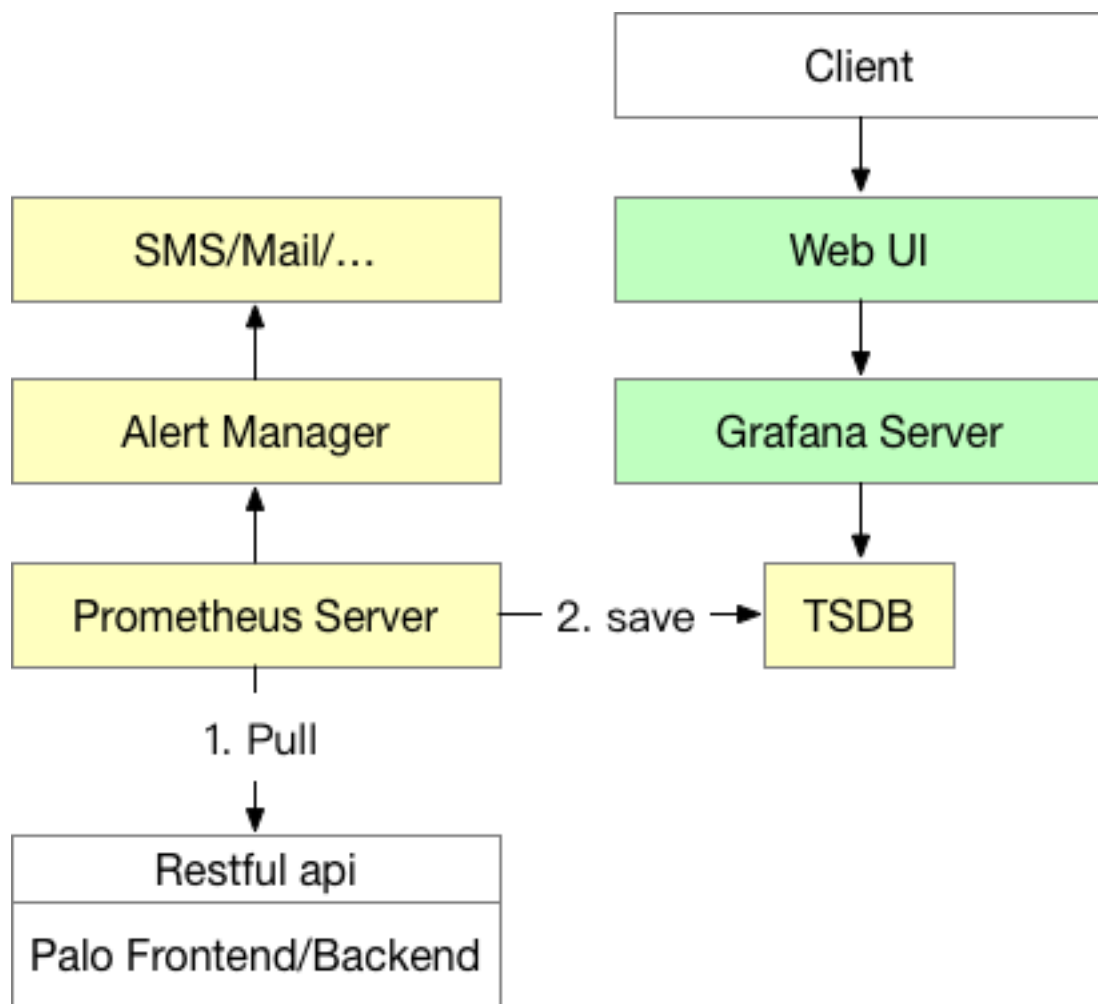 Client
SMS/Mail/...
Web UI
Alert Manager
Grafana Server
Prometheus Server
2. save
TSDB
1. Pull
Restful api
Palo Frontend/Backend